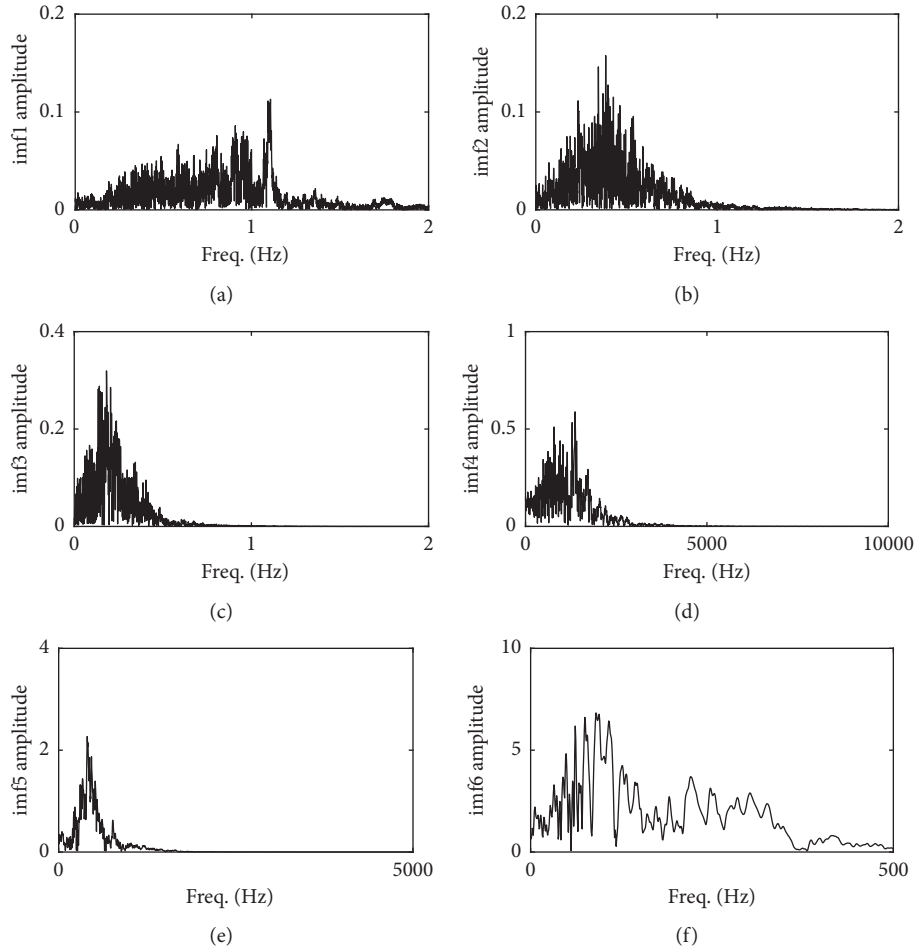 0.2
0.1
0
imf1 amplitude
0
1
2
Freq. (Hz)
(a)
0.2
0.1
0
imf2 amplitude
0
1
2
Freq. (Hz)
(b)
0.4
0.2
0
imf3 amplitude
0
1
2
Freq. (Hz)
(c)
1
0.5
0
imf4 amplitude
0
5000
10000
Freq. (Hz)
(d)
4
2
0
imf5 amplitude
0
5000
Freq. (Hz)
(e)
10
5
0
imf6 amplitude
0
500
Freq. (Hz)
(f)